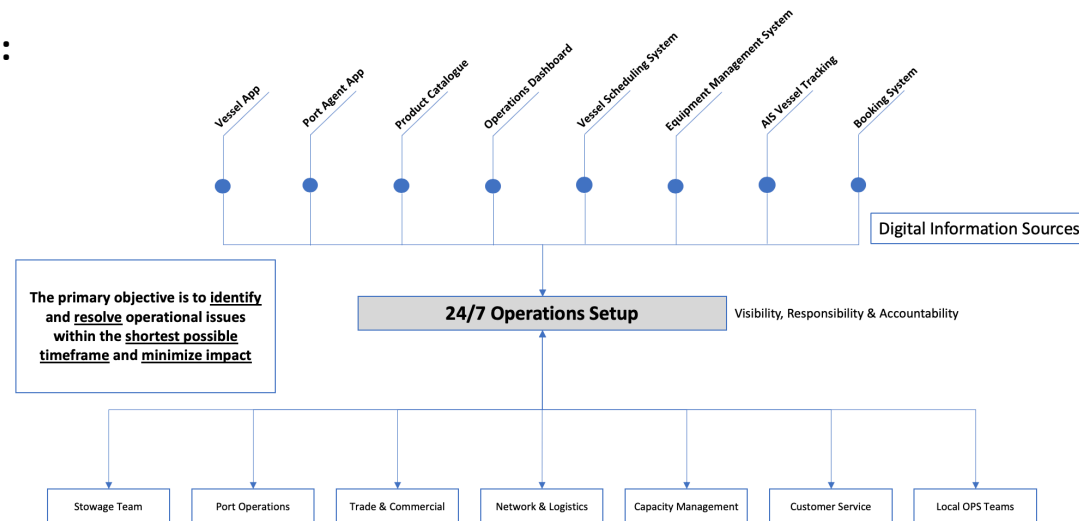 :
Vessel App
Port Agent App
Product Catalogue
Operations Dashboard
Vessel Scheduling System
Equipment Management System
AIS Vessel Tracking
Booking System
Digital Information Sources
The primary objective is to identify
and resolve operational issues
within the shortest possible
timeframe and minimize impact
24/7 Operations Setup
Visibility, Responsibility & Accountability
Stowage Team
Port Operations
Trade & Commercial
Network & Logistics
Capacity Management
Customer Service
Local OPS Teams